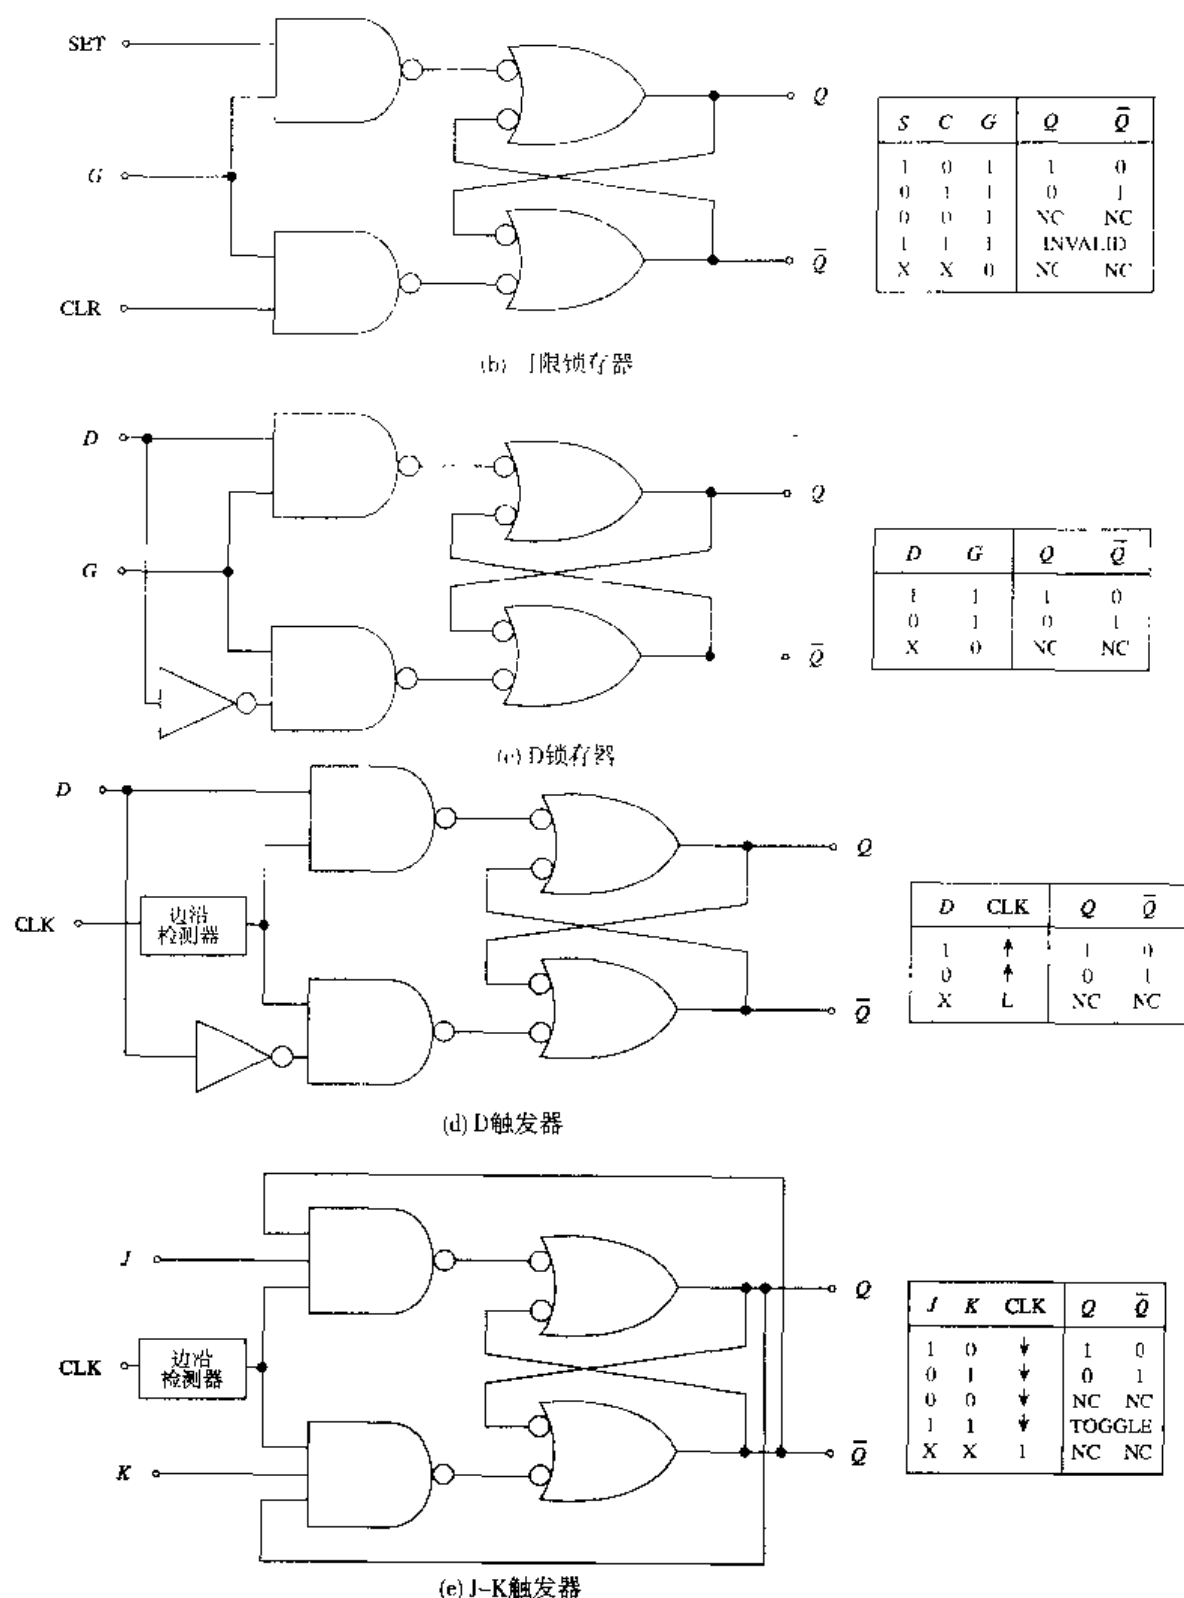 SET
Q
G
Q̅
CLR
S C G Q Q̅
1 0 1 1 0
0 1 1 0 1
0 0 1 NC NC
1 1 1 INVALID
X X 0 NC NC
(b) 门限锁存器
D
Q
G
Q̅
D G Q Q̅
1 1 1 0
0 1 0 1
X 0 NC NC
(c) D锁存器
D
Q
CLK
边沿
检测器
Q̅
D CLK Q Q̅
1 ↑ 1 0
0 ↑ 0 1
X L NC NC
(d) D触发器
J
Q
CLK
边沿
检测器
K
Q̅
J K CLK Q Q̅
1 0 ↓ 1 0
0 1 ↓ 0 1
0 0 ↓ NC NC
1 1 ↓ TOGGLE
X X 1 NC NC
(e) J-K触发器